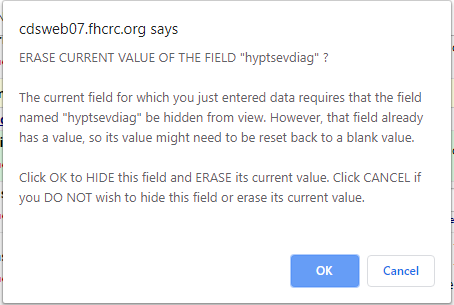 cdsweb07.fhcrc.org says
ERASE CURRENT VALUE OF THE FIELD "hyptsevdiag" ?
The current field for which you just entered data requires that the field
named "hyptsevdiag" be hidden from view. However, that field already
has a value, so its value might need to be reset back to a blank value.
Click OK to HIDE this field and ERASE its current value. Click CANCEL if
you DO NOT wish to hide this field or erase its current value.
OK
Cancel